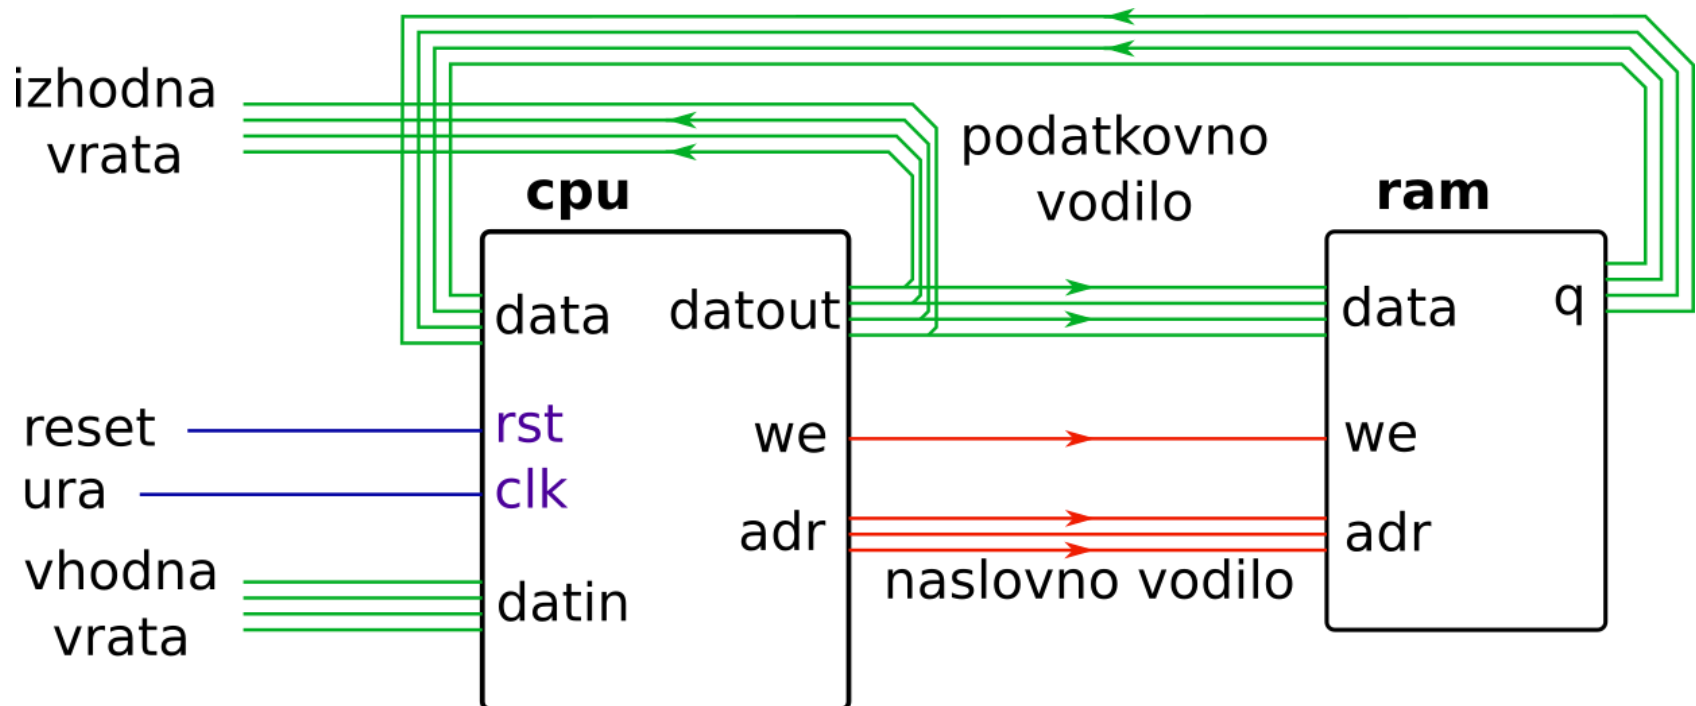 izhodna
vrata
podatkovno
vodilo
cpu
ram
data
datout
data
q
reset
rst
we
we
ura
clk
adr
adr
vhodna
vrata
datin
naslovno vodilo